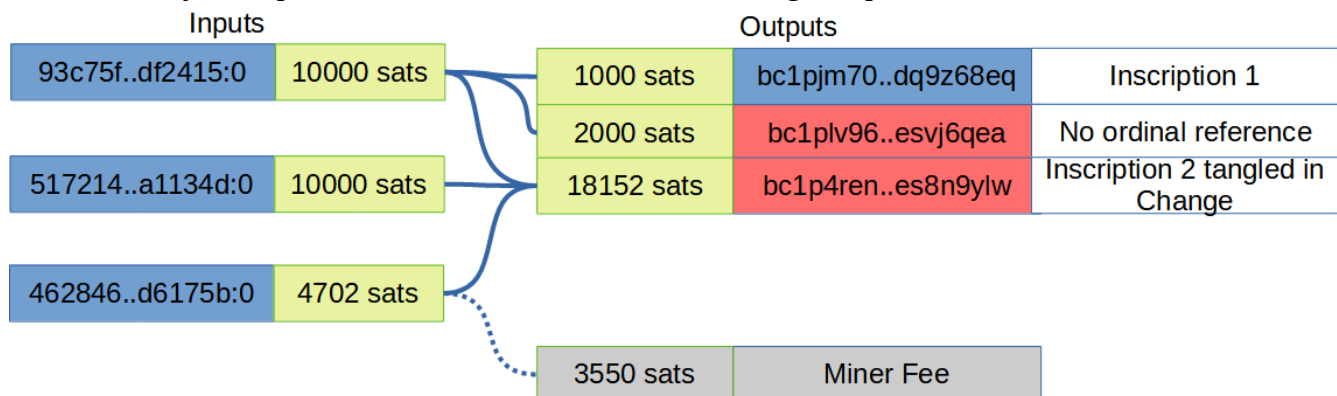 Inputs
Outputs
93c75f..df2415:0 10000 sats
1000 sats bc1pjm70..dq9z68eq Inscription 1
2000 sats bc1plv96..esvj6qea No ordinal reference
517214..a1134d:0 10000 sats
18152 sats bc1p4ren..es8n9ylw Inscription 2 tangled in
Change
462846..d6175b:0 4702 sats
3550 sats Miner Fee